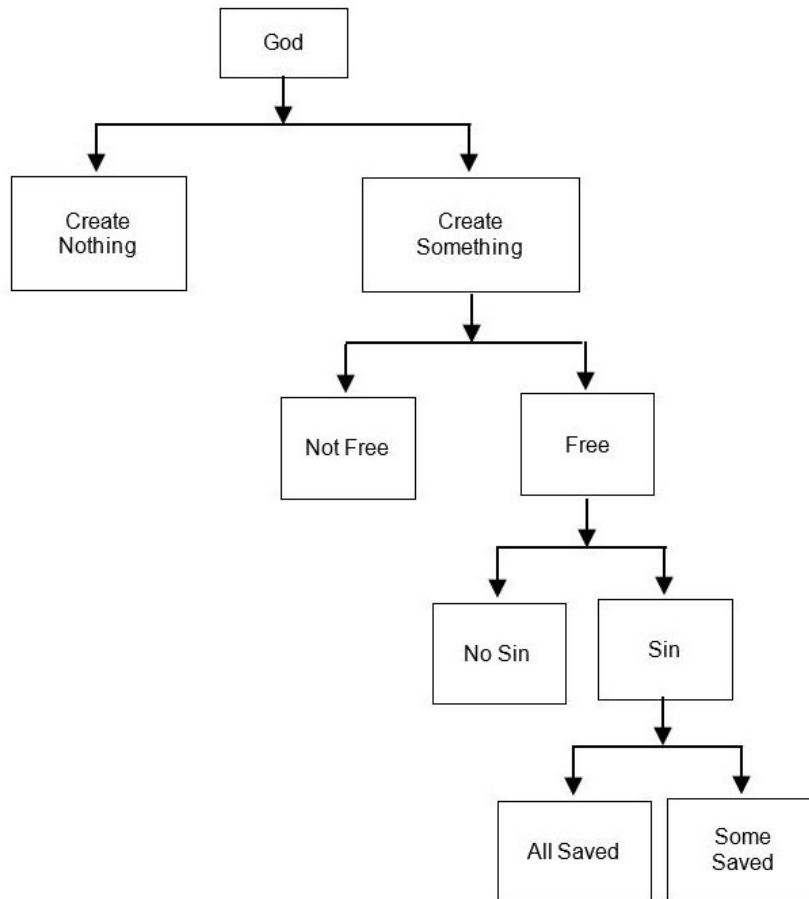 God
Create
Nothing
Create
Something
Not Free
Free
No Sin
Sin
All Saved
Some
Saved